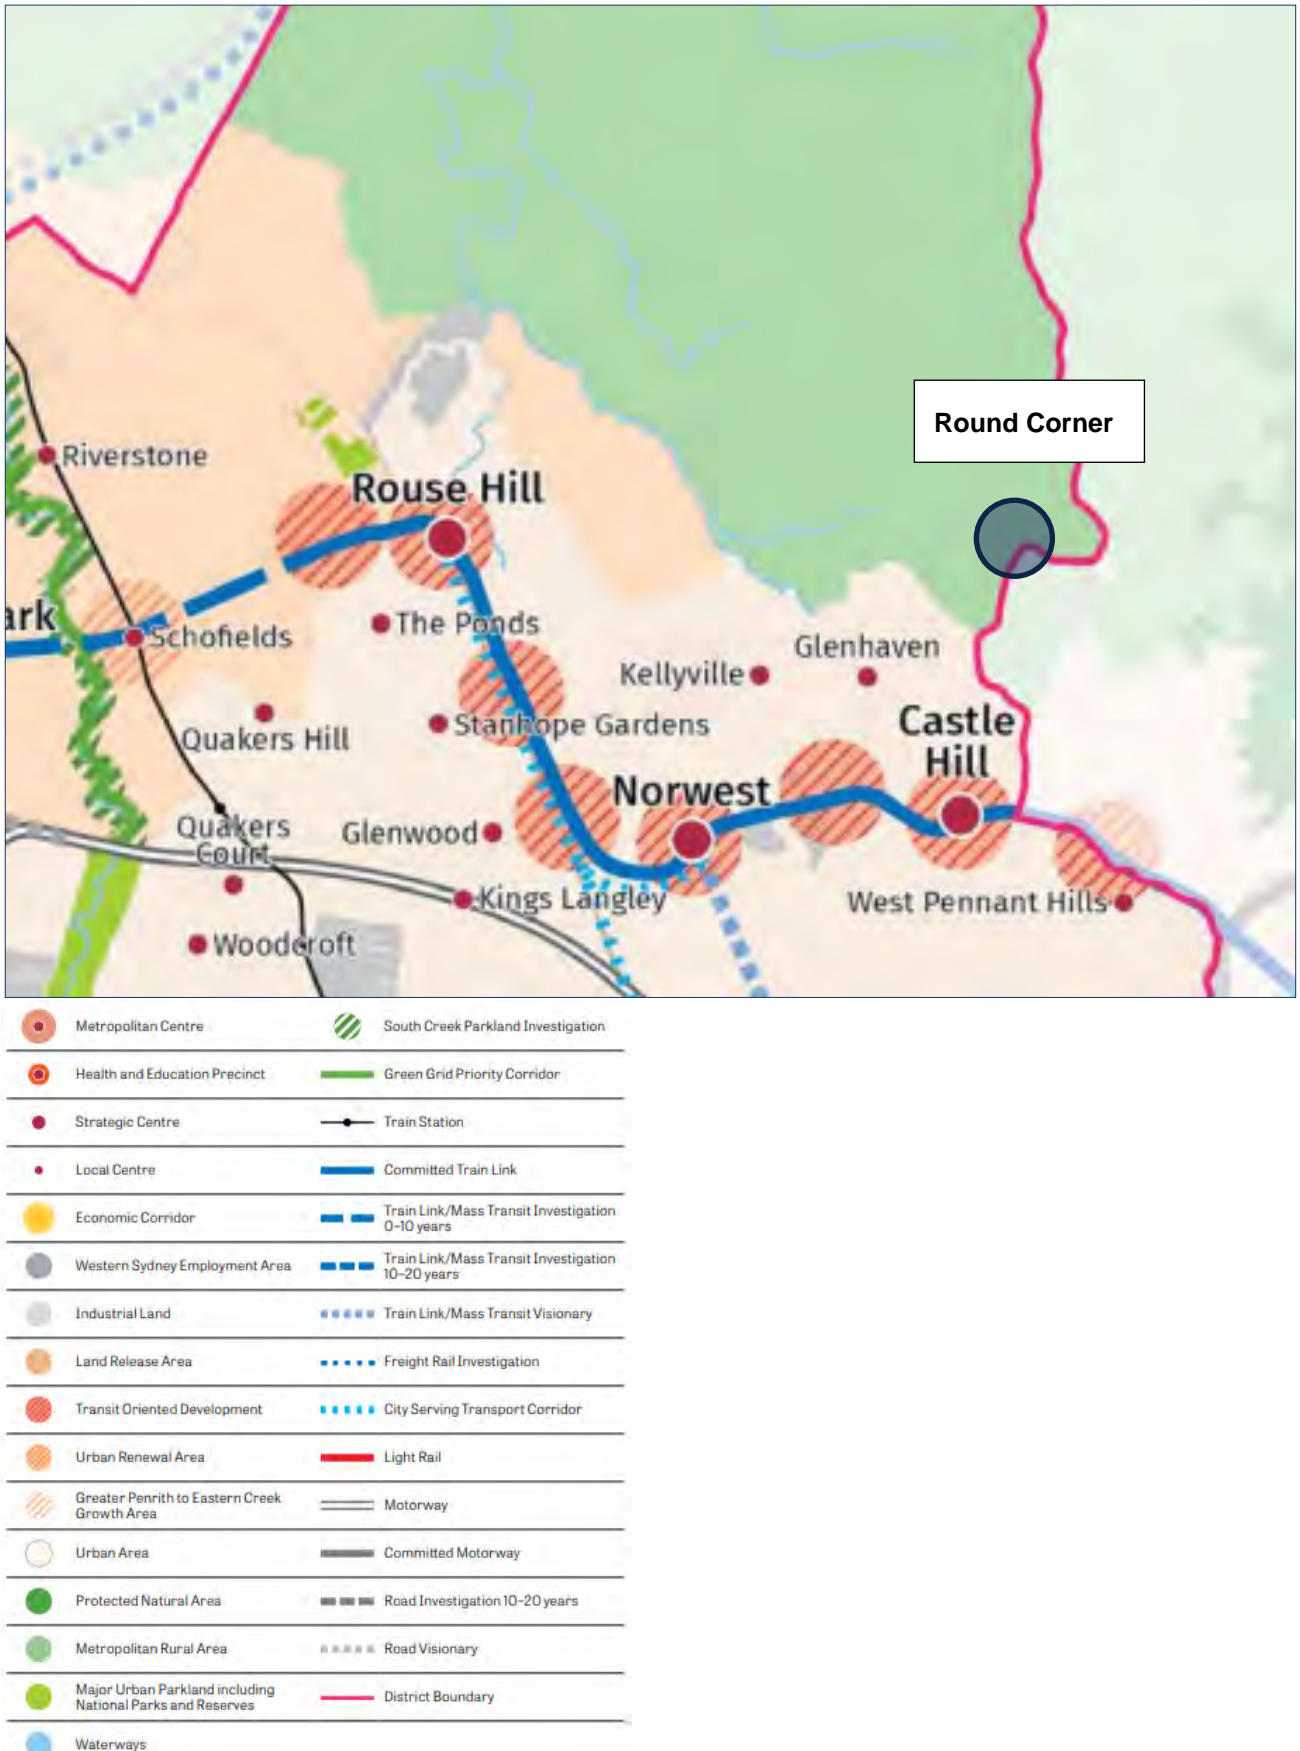 Round Corner
Riverstone
Rouse Hill
ark
Schofields
The Ponds
Glenhaven
Kellyville
Quakers Hill
Stanhope Gardens
Castle
Hill
Norwest
Quakers
Court
Glenwood
Kings Langley
West Pennant Hills
Woodcroft
Metropolitan Centre
South Creek Parkland Investigation
Health and Education Precinct
Green Grid Priority Corridor
Strategic Centre
Train Station
Local Centre
Committed Train Link
Economic Corridor
Train Link/Mass Transit Investigation
0–10 years
Western Sydney Employment Area
Train Link/Mass Transit Investigation
10–20 years
Industrial Land
Train Link/Mass Transit Visionary
Land Release Area
Freight Rail Investigation
Transit Oriented Development
City Serving Transport Corridor
Urban Renewal Area
Light Rail
Greater Penrith to Eastern Creek
Growth Area
Motorway
Urban Area
Committed Motorway
Protected Natural Area
Road Investigation 10–20 years
Metropolitan Rural Area
Road Visionary
Major Urban Parkland including
National Parks and Reserves
District Boundary
Waterways